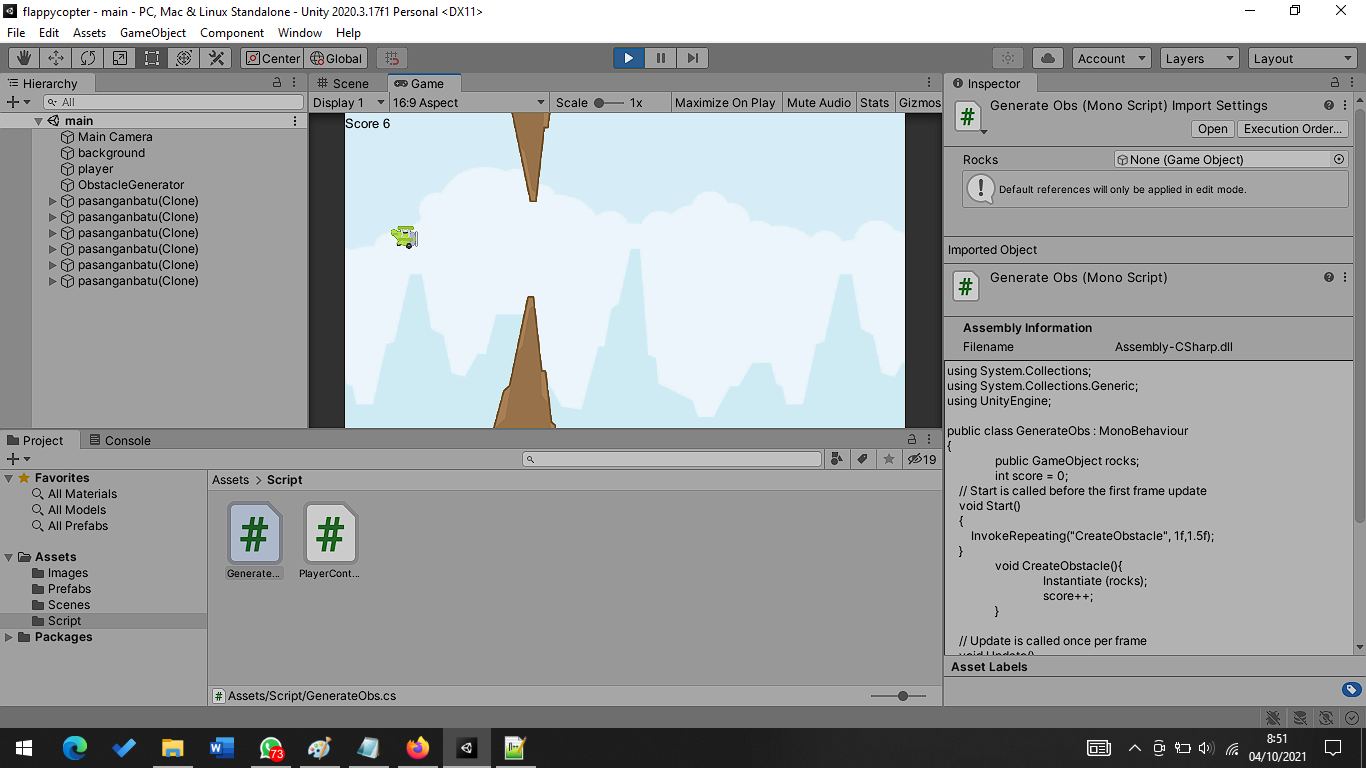 flappycopter - main - PC, Mac & Linux Standalone - Unity 2020.3.17f1 Personal <DX11>
File Edit Assets GameObject Component Window Help
Center Global Account Layers Layout
Hierarchy
All
main
Main Camera
background
player
ObstacleGenerator
pasanganbatu(Clone)
pasanganbatu(Clone)
pasanganbatu(Clone)
pasanganbatu(Clone)
pasanganbatu(Clone)
pasanganbatu(Clone)
Scene Game
Display 1 16:9 Aspect Scale 1x Maximize On Play Mute Audio Stats Gizmos
Score 6
Inspector
Generate Obs (Mono Script) Import Settings
Open Execution Order...
Rocks None (Game Object)
Default references will only be applied in edit mode.
Imported Object
Generate Obs (Mono Script)
Assembly Information
Filename Assembly-CSharp.dll
using System.Collections;
using System.Collections.Generic;
using UnityEngine;
public class GenerateObs : MonoBehaviour
{
public GameObject rocks;
int score = 0;
// Start is called before the first frame update
void Start()
{
InvokeRepeating("CreateObstacle", 1f,1.5f);
}
void CreateObstacle(){
Instantiate (rocks);
score++;
}
// Update is called once per frame
void Update()
Asset Labels
Project Console
19
Favorites
All Materials
All Models
All Prefabs
Assets
Images
Prefabs
Scenes
Script
Packages
Assets > Script
Generate...
PlayerCont...
Assets/Script/GenerateObs.cs
73
8:51
04/10/2021